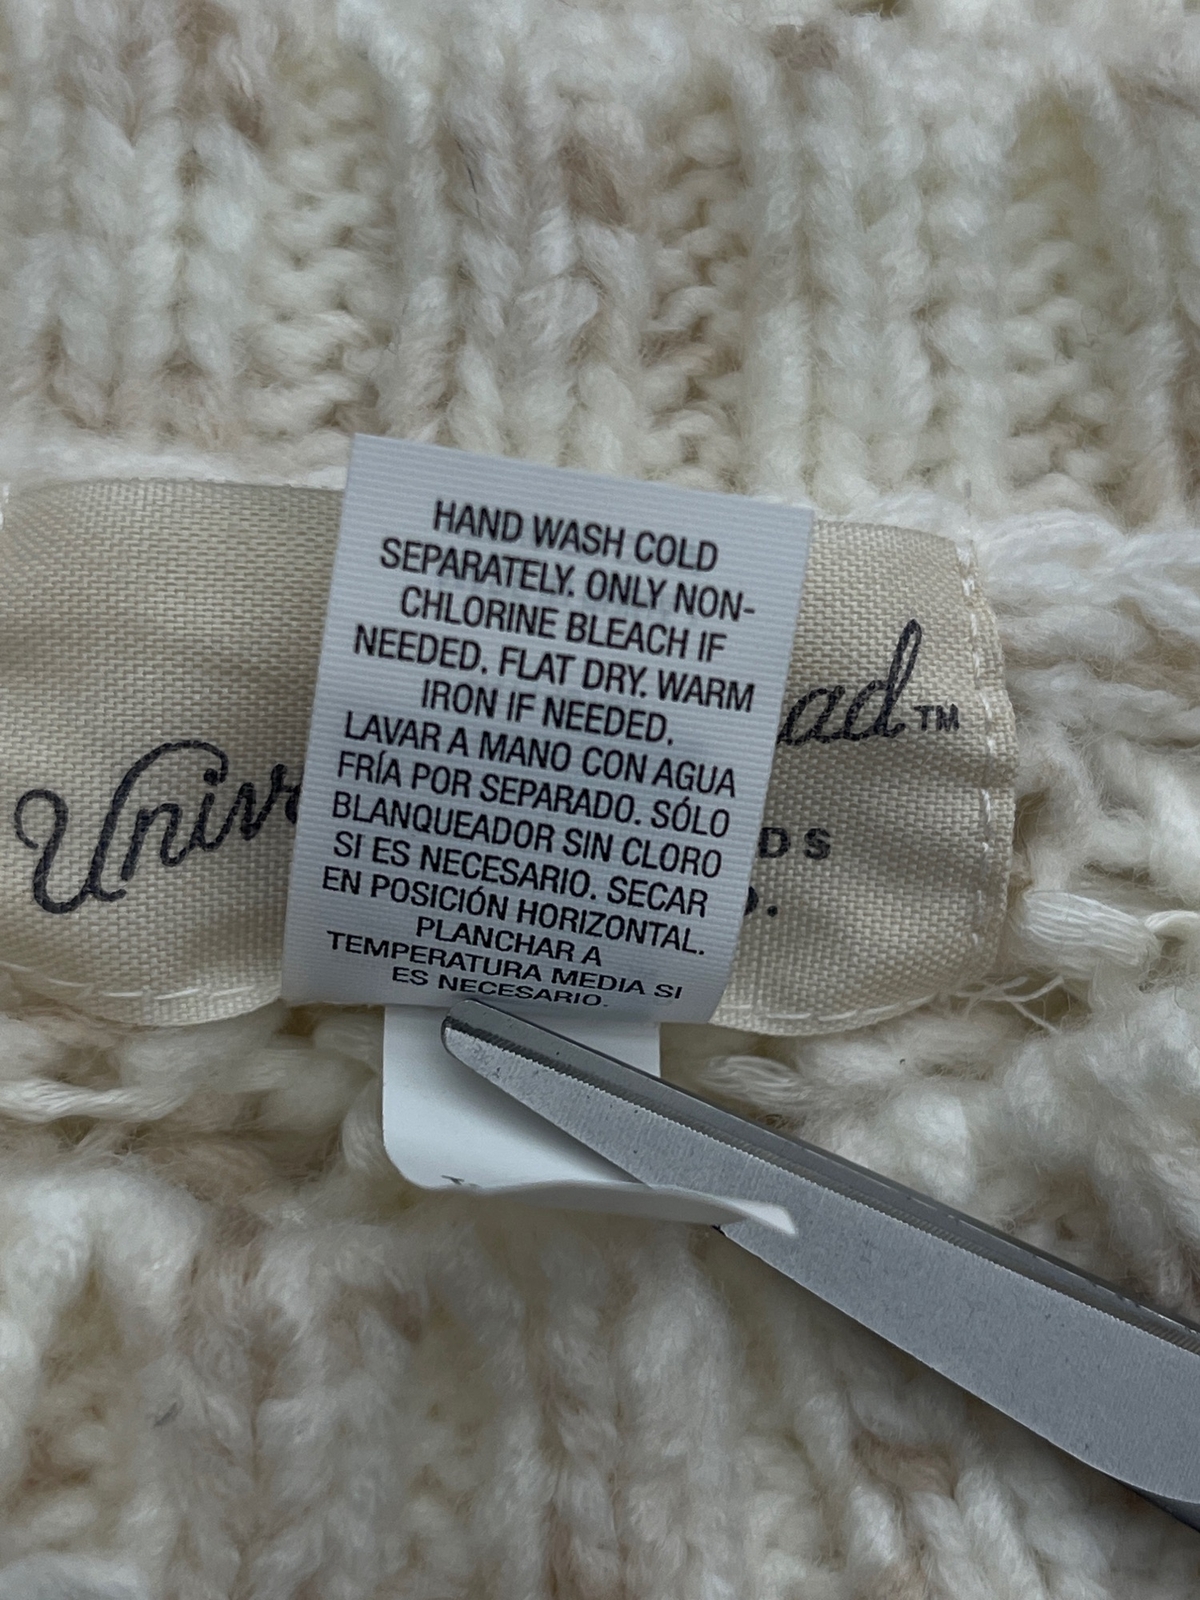 HAND WASH COLD
SEPARATELY. ONLY NON-
CHLORINE BLEACH IF
NEEDED. FLAT DRY. WARM
IRON IF NEEDED.
LAVAR A MANO CON AGUA
FRÍA POR SEPARADO. SÓLO
BLANQUEADOR SIN CLORO
SI ES NECESARIO. SECAR
EN POSICIÓN HORIZONTAL.
PLANCHAR A
TEMPERATURA MEDIA SI
ES NECESARIO.
TM